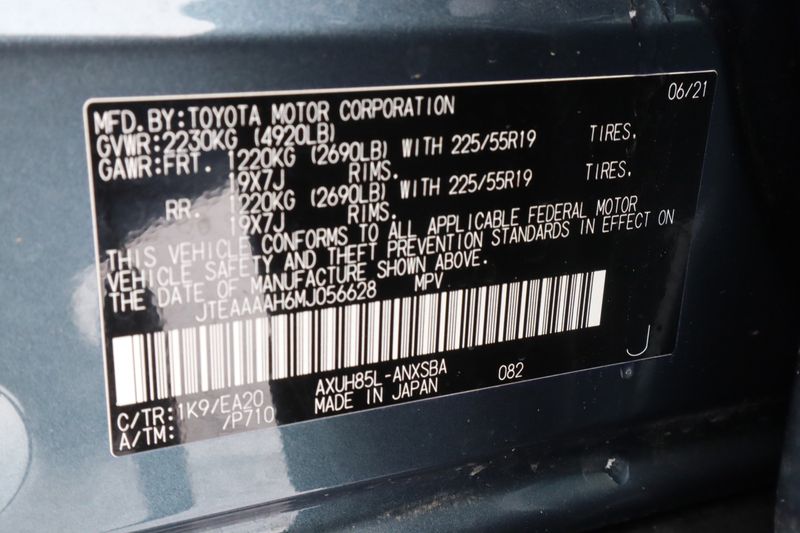 06/21
MFD. BY: TOYOTA MOTOR CORPORATION
GVWR: 2230KG (4920LB)
GAWR: FRT. 1220KG (2690LB) WITH 225/55R19 TIRES.
19X7J RIMS.
RR. 1220KG (2690LB) WITH 225/55R19 TIRES.
19X7J RIMS.
THIS VEHICLE CONFORMS TO ALL APPLICABLE FEDERAL MOTOR
VEHICLE SAFETY AND THEFT PREVENTION STANDARDS IN EFFECT ON
THE DATE OF MANUFACTURE SHOWN ABOVE.
JTEAAAAH6MJ056628 MPV
J
AXUH85L-ANXSBA 082
C/TR: 1K9/EA20 MADE IN JAPAN
A/TM: /P710